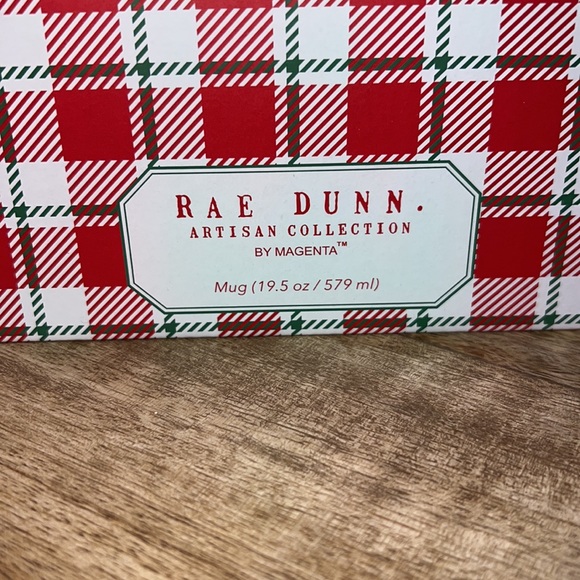 RAE DUNN.
ARTISAN COLLECTION
BY MAGENTA™
Mug (19.5 oz / 579 ml)